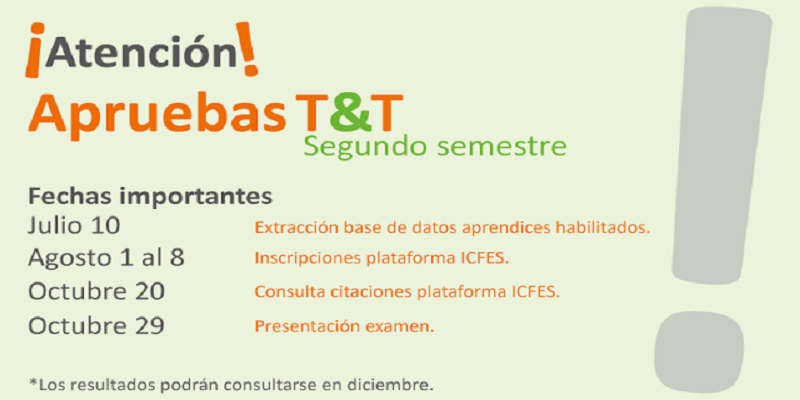 ¡Atención!
Apruebas T&T
Segundo semestre
Fechas importantes
Julio 10 Extracción base de datos aprendices habilitados.
Agosto 1 al 8 Inscripciones plataforma ICFES.
Octubre 20 Consulta citaciones plataforma ICFES.
Octubre 29 Presentación examen.
*Los resultados podrán consultarse en diciembre.